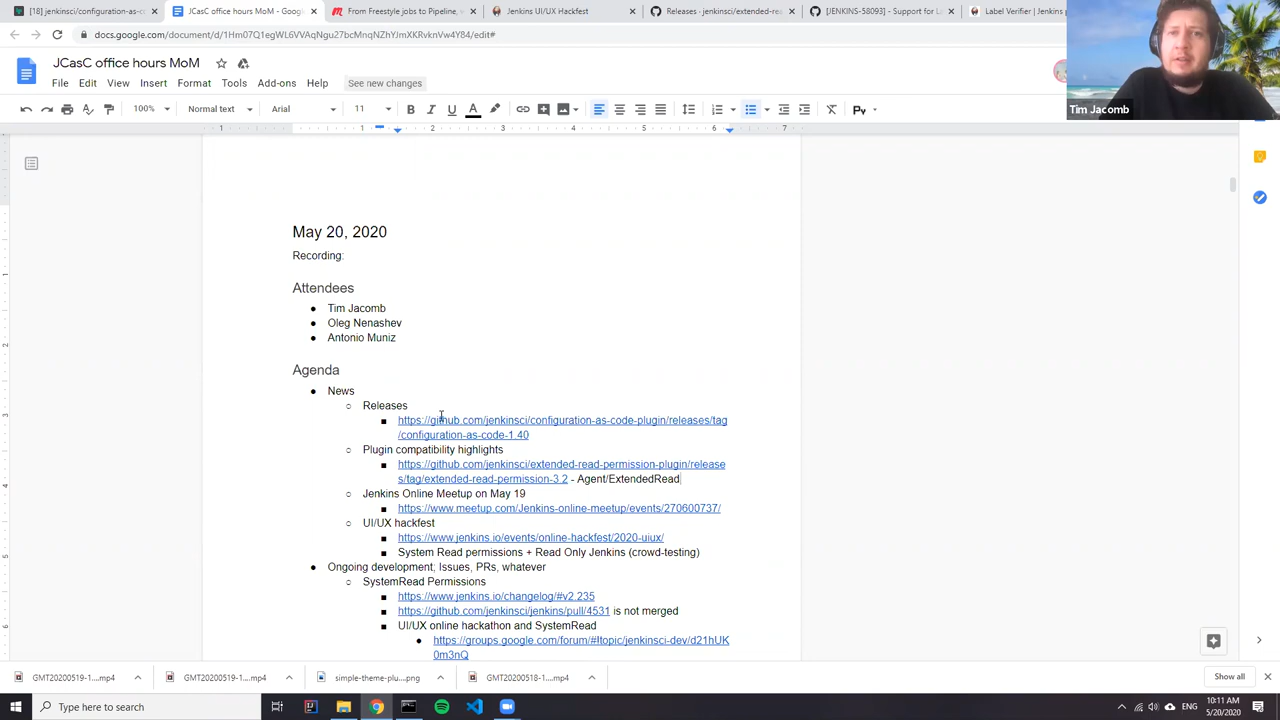 [18] jenkinsci/configuration-as-c
JCasC office hours MoM - Goog
From Freestyle jobs to Pipeline, w
Jenkins UI/UX Hackfest
Releases · jenkinsci/extended-rea
[JENKINS-58093] - Support for L
Label Verifier | Jenkins p
docs.google.com/document/d/1Hm07Q1egWL6VVAqNgu27bcMnqNZhYJmXKRvknVw4Y84/edit#
JCasC office hours MoM
File Edit View Insert Format Tools Add-ons Help See new changes
100% Normal text Arial 11
Tim Jacomb
1 1 2 3 4 5 6 7
May 20, 2020
Recording:
Attendees
● Tim Jacomb
● Oleg Nenashev
● Antonio Muniz
Agenda
● News
○ Releases
■ https://github.com/jenkinsci/configuration-as-code-plugin/releases/tag
/configuration-as-code-1.40
○ Plugin compatibility highlights
■ https://github.com/jenkinsci/extended-read-permission-plugin/release
s/tag/extended-read-permission-3.2 - Agent/ExtendedRead
○ Jenkins Online Meetup on May 19
■ https://www.meetup.com/Jenkins-online-meetup/events/270600737/
○ UI/UX hackfest
■ https://www.jenkins.io/events/online-hackfest/2020-uiux/
■ System Read permissions + Read Only Jenkins (crowd-testing)
● Ongoing development; Issues, PRs, whatever
○ SystemRead Permissions
■ https://www.jenkins.io/changelog/#v2.235
■ https://github.com/jenkinsci/jenkins/pull/4531 is not merged
■ UI/UX online hackathon and SystemRead
● https://groups.google.com/forum/#!topic/jenkinsci-dev/d21hUK
0m3nQ
GMT20200519-1....mp4
GMT20200519-1....mp4
simple-theme-plu....png
GMT20200518-1....mp4
Show all
Type here to search
ENG
10:11 AM
5/20/2020